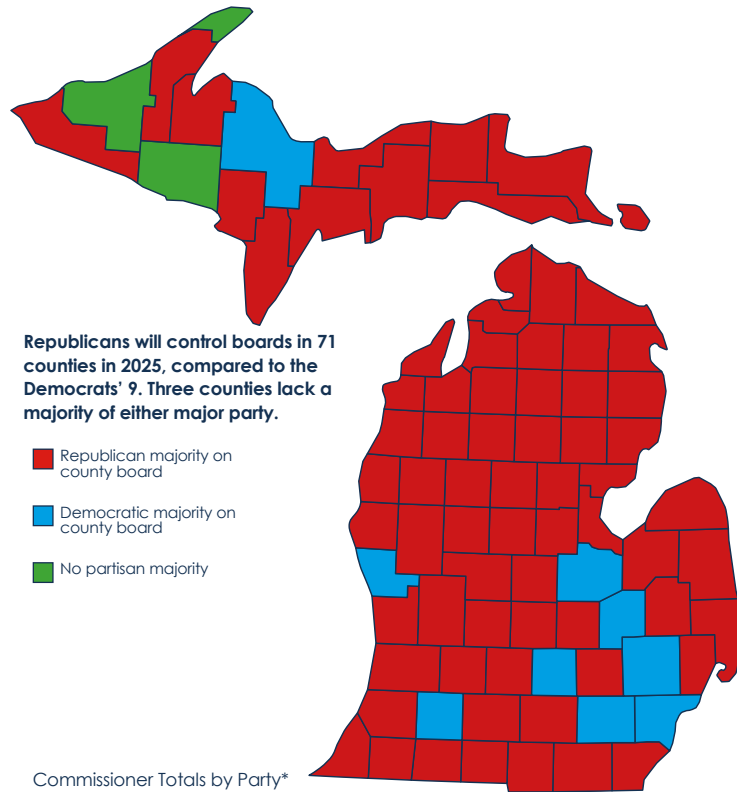 Republicans will control boards in 71
counties in 2025, compared to the
Democrats’ 9. Three counties lack a
majority of either major party.
Republican majority on
county board
Democratic majority on
county board
No partisan majority
Commissioner Totals by Party*